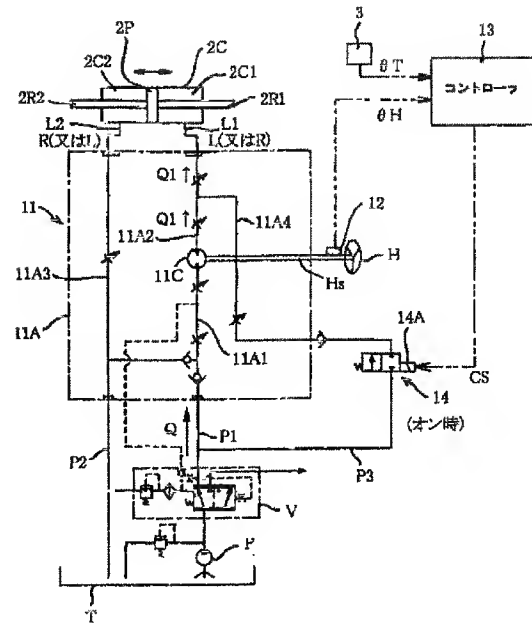 2P
2C
2C2
2C1
2R2
2R1
L2
L1
R(又はL)
L(又はR)
3
θT
13
コントローラ
θH
Q1
Q1
11
11A2
11A4
12
11C
H
Hs
11A3
11A
11A1
14A
CS
14
(オン時)
Q
P1
P2
P3
V
P
T